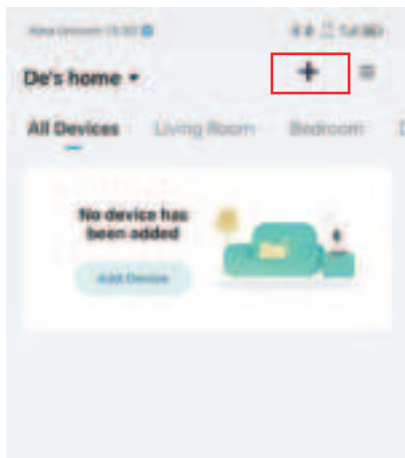 De's home
All Devices Living Room Bedroom
No device has
been added
Add Device